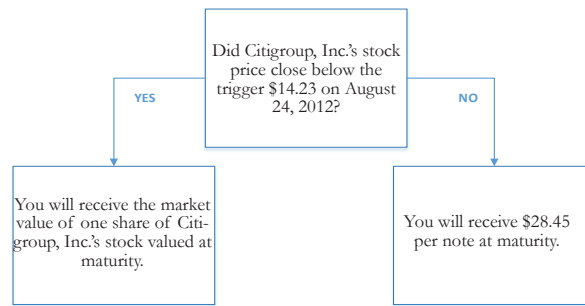 Did Citigroup, Inc.'s stock
price close below the
trigger $14.23 on August
24, 2012?
YES
NO
You will receive the market
value of one share of Citi-
group, Inc.'s stock valued at
maturity.
You will receive $28.45
per note at maturity.